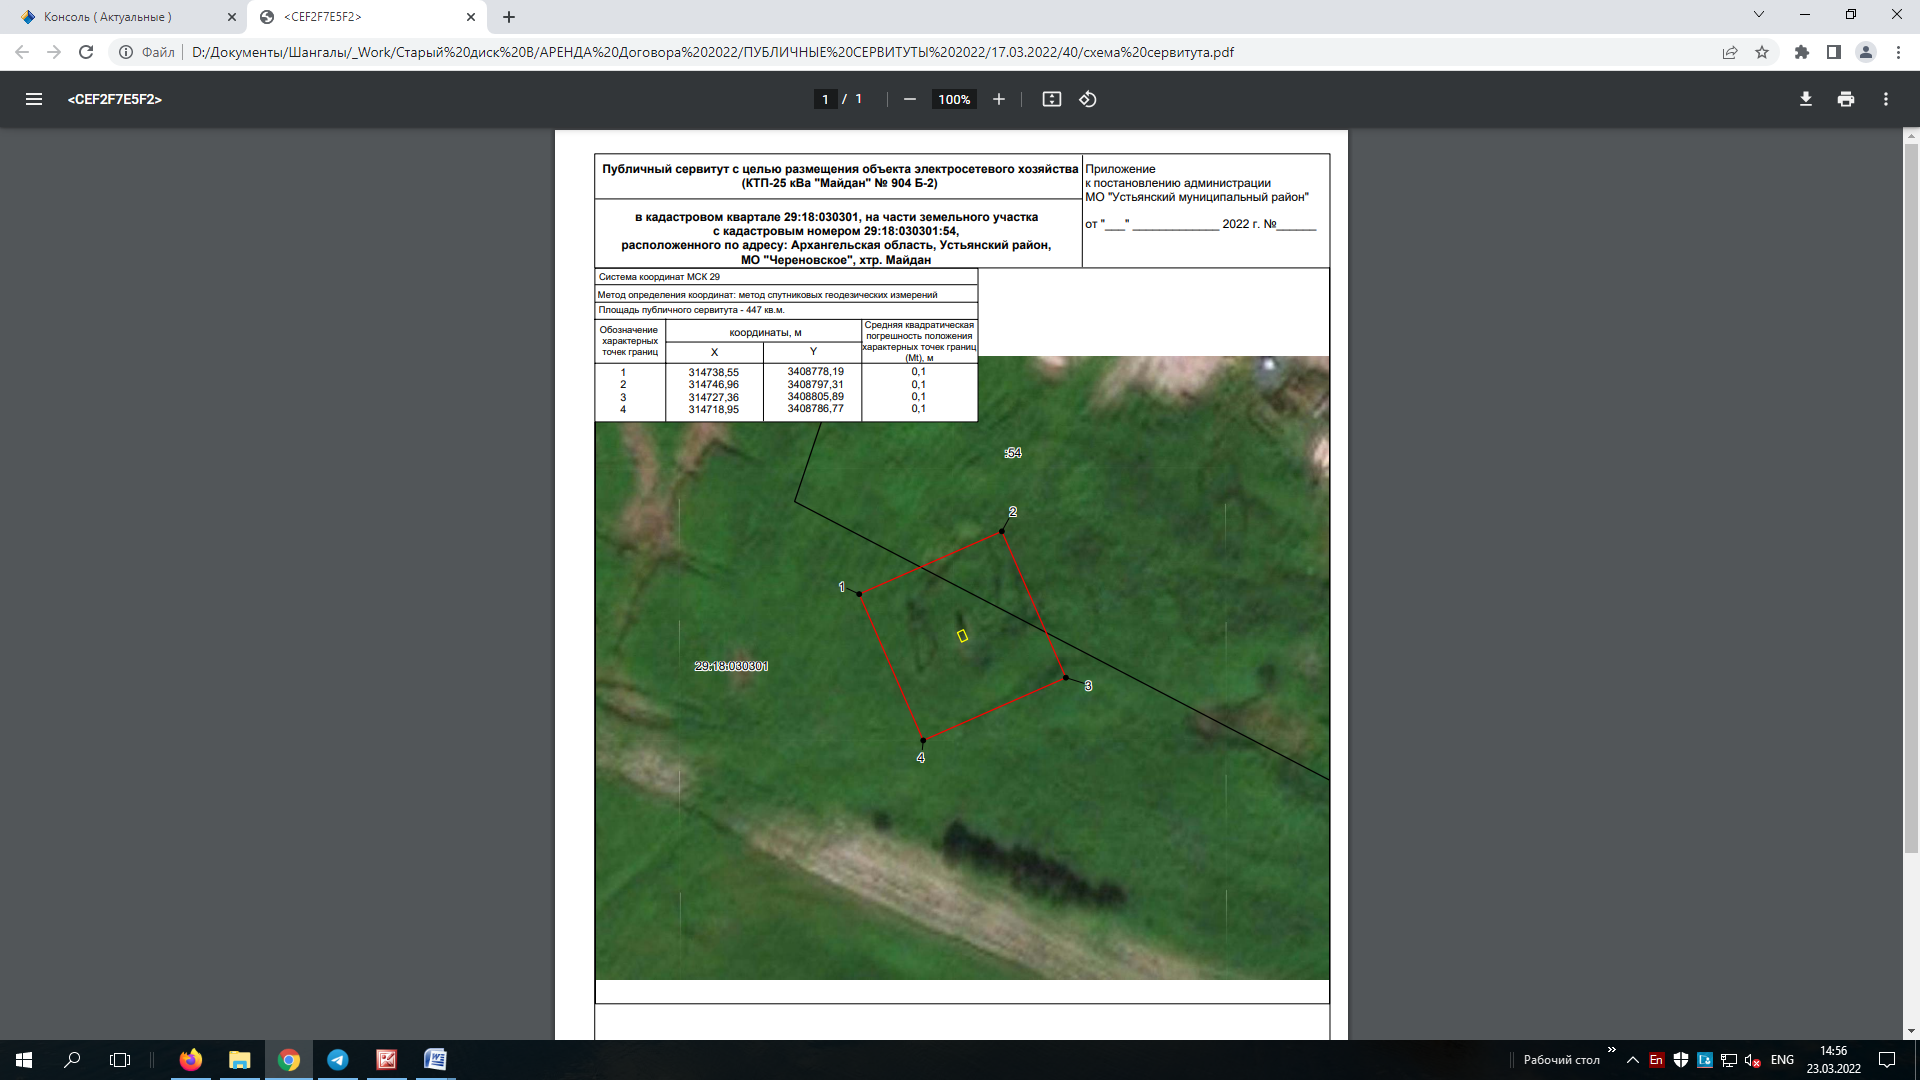 Консоль ( Актуальные )
<CEF2F7E5F2>
Файл
D:/Документы/Шангалы/_Work/Старый%20диск%20В/АРЕНДА%20Договора%202022/ПУБЛИЧНЫЕ%20СЕРВИТУТЫ%202022/17.03.2022/40/схема%20сервитута.pdf
<CEF2F7E5F2>
1 / 1
100%
Публичный сервитут с целью размещения объекта электросетевого хозяйства
(КТП-25 кВа "Майдан" № 904 Б-2)
в кадастровом квартале 29:18:030301, на части земельного участка
с кадастровым номером 29:18:030301:54,
расположенного по адресу: Архангельская область, Устьянский район,
МО "Череновское", хтр. Майдан
Приложение
к постановлению администрации
МО "Устьянский муниципальный район"
от "___" _____________ 2022 г. №______
Система координат МСК 29
Метод определения координат: метод спутниковых геодезических измерений
Площадь публичного сервитута - 447 кв.м.
Обозначение характерных точек границ
координаты, м
X
Y
Средняя квадратическая погрешность положения характерных точек границ (Mt), м
1 314738,55 3408778,19 0,1
2 314746,96 3408797,31 0,1
3 314727,36 3408805,89 0,1
4 314718,95 3408786,77 0,1
:54
2
1
29:18:030301
3
4
Рабочий стол
»
En
ENG
14:56
23.03.2022